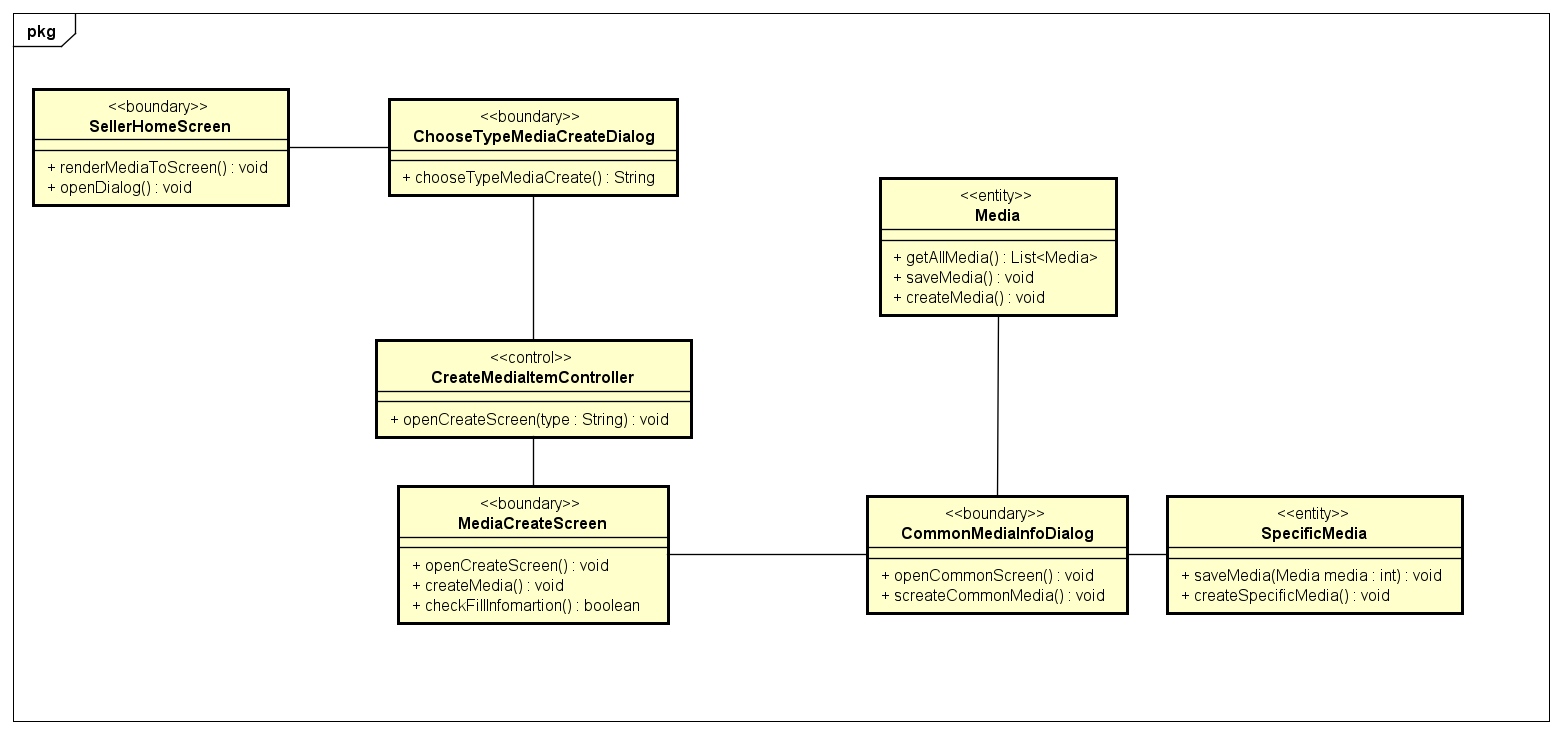 pkg
<<boundary>>
SellerHomeScreen
+ renderMediaToScreen() : void
+ openDialog() : void
<<boundary>>
ChooseTypeMediaCreateDialog
+ chooseTypeMediaCreate() : String
<<entity>>
Media
+ getAllMedia() : List<Media>
+ saveMedia() : void
+ createMedia() : void
<<control>>
CreateMediaItemController
+ openCreateScreen(type : String) : void
<<boundary>>
MediaCreateScreen
+ openCreateScreen() : void
+ createMedia() : void
+ checkFillInfomartion() : boolean
<<boundary>>
CommonMediaInfoDialog
+ openCommonScreen() : void
+ screateCommonMedia() : void
<<entity>>
SpecificMedia
+ saveMedia(Media media : int) : void
+ createSpecificMedia() : void